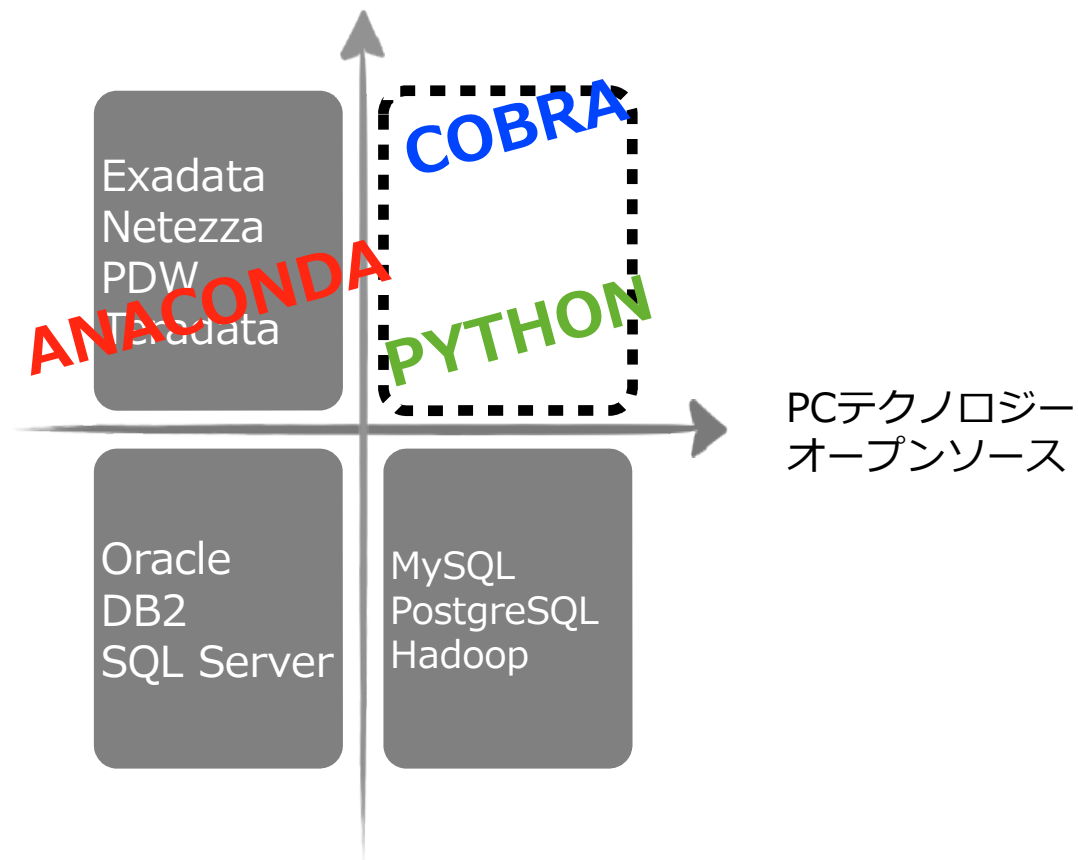 COBRA
Exadata
Netezza
PDW
Teradata
ANACONDA
PYTHON
PCテクノロジー
オープンソース
Oracle
DB2
SQL Server
MySQL
PostgreSQL
Hadoop